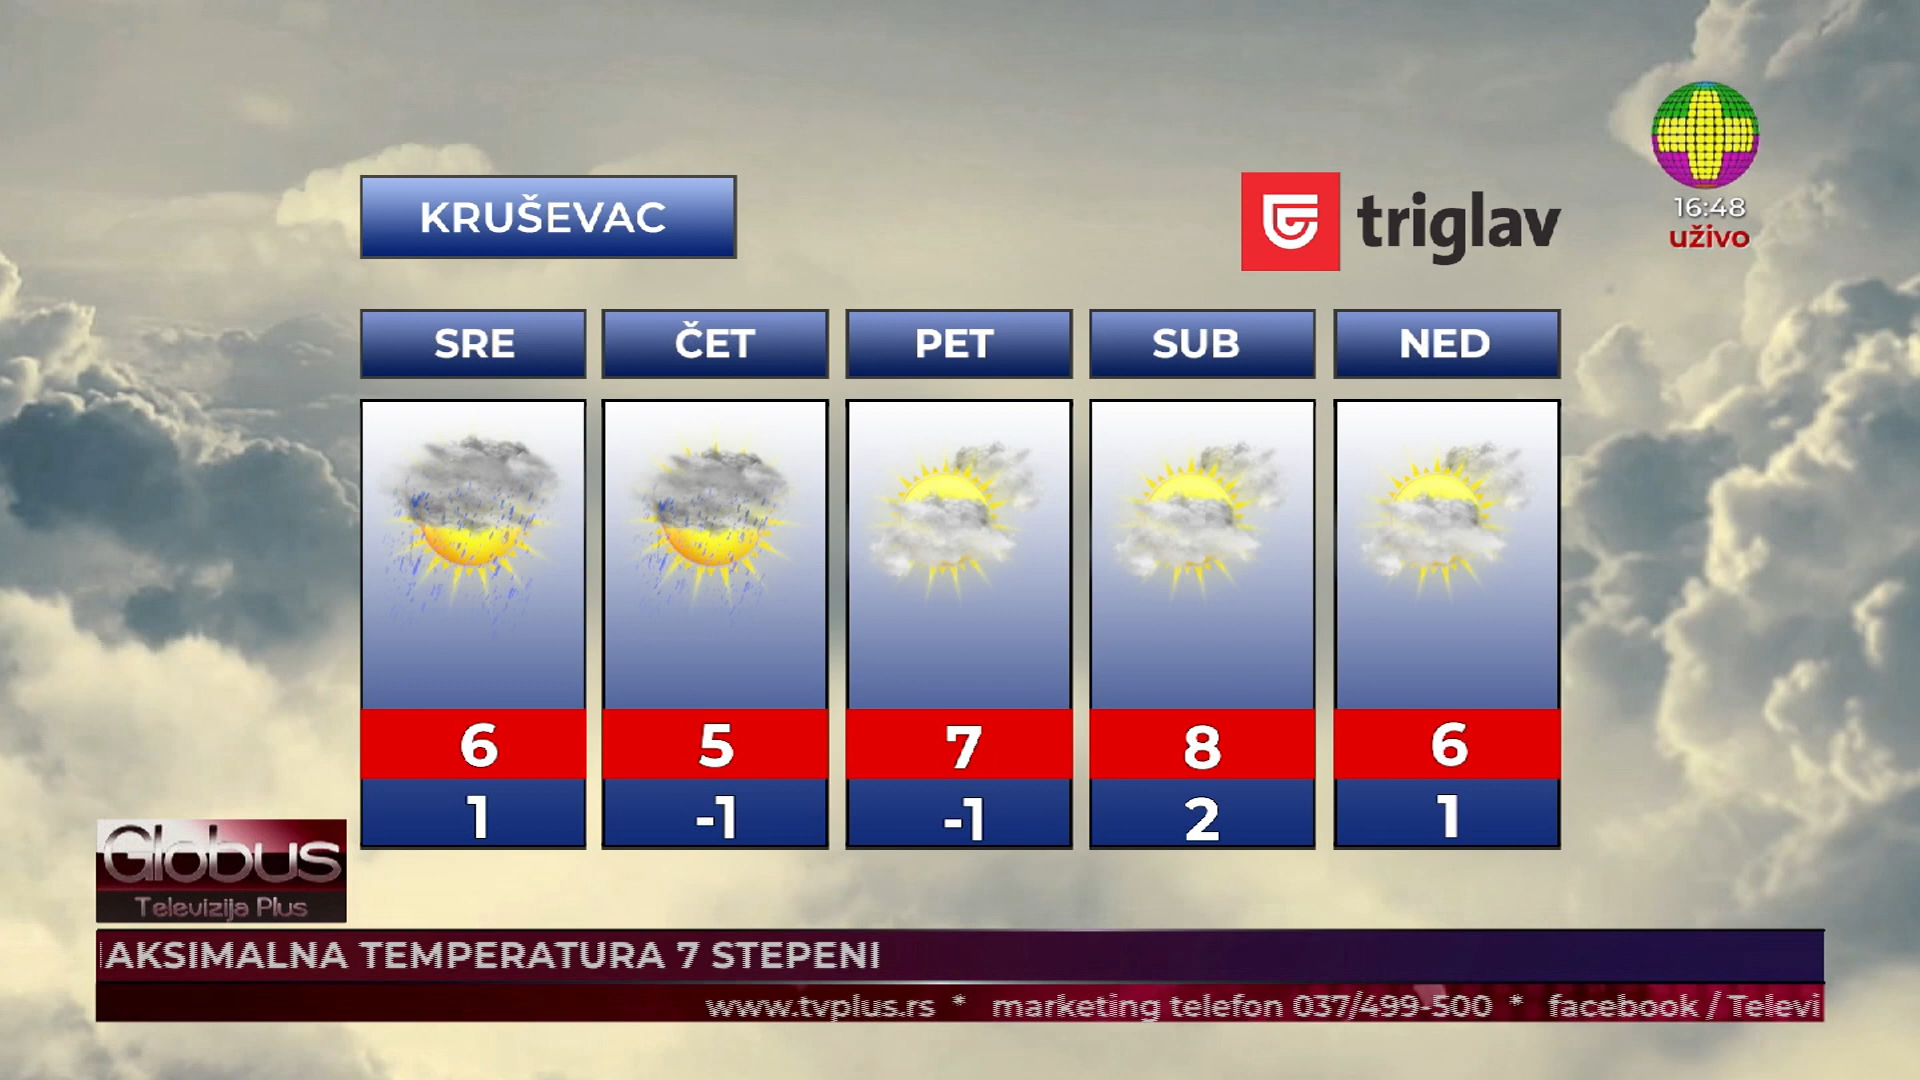 KRUŠEVAC
triglav
16:48
uživo
SRE
ČET
PET
SUB
NED
6
5
7
8
6
1
-1
-1
2
1
Globus
Televizija Plus
AKSIMALNA TEMPERATURA 7 STEPENI
www.tvplus.rs * marketing telefon 037/499-500 * facebook / Televi